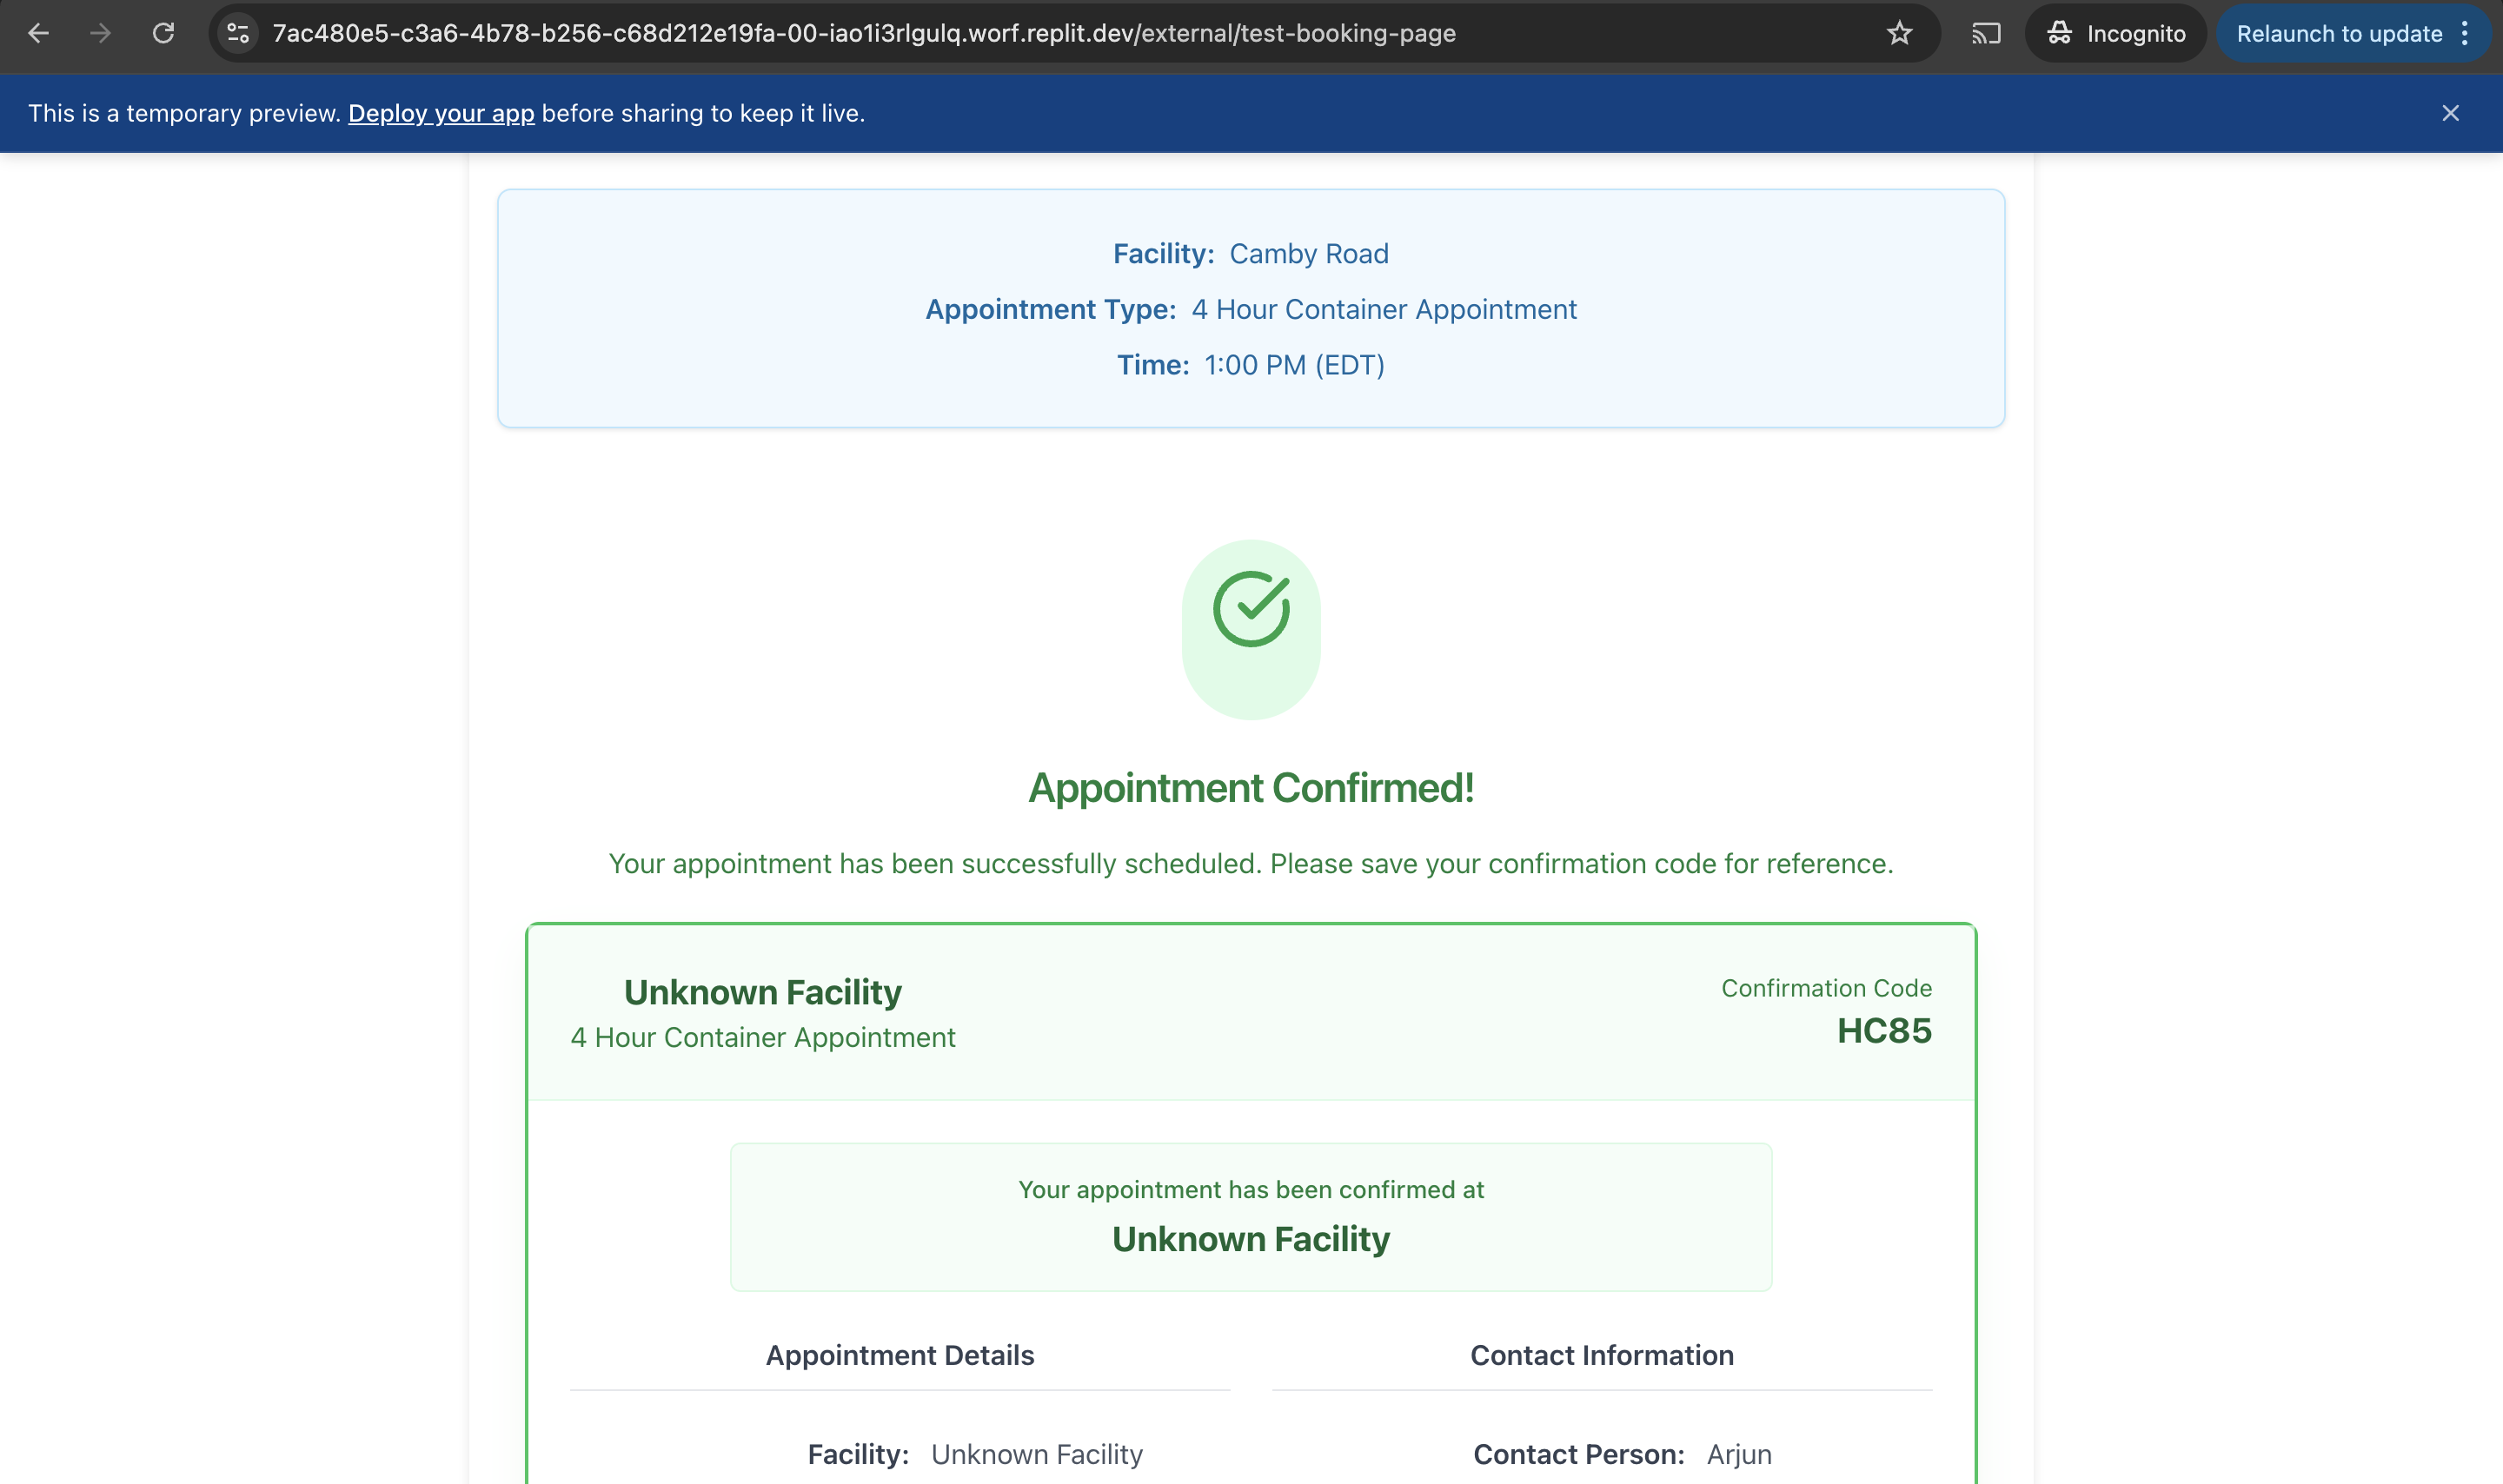 7ac480e5-c3a6-4b78-b256-c68d212e19fa-00-iao1i3rlgulq.worf.replit.dev/external/test-booking-page
Incognito
Relaunch to update
This is a temporary preview. Deploy your app before sharing to keep it live.
Facility: Camby Road
Appointment Type: 4 Hour Container Appointment
Time: 1:00 PM (EDT)
Appointment Confirmed!
Your appointment has been successfully scheduled. Please save your confirmation code for reference.
Unknown Facility
4 Hour Container Appointment
Confirmation Code
HC85
Your appointment has been confirmed at
Unknown Facility
Appointment Details
Facility: Unknown Facility
Contact Information
Contact Person: Arjun